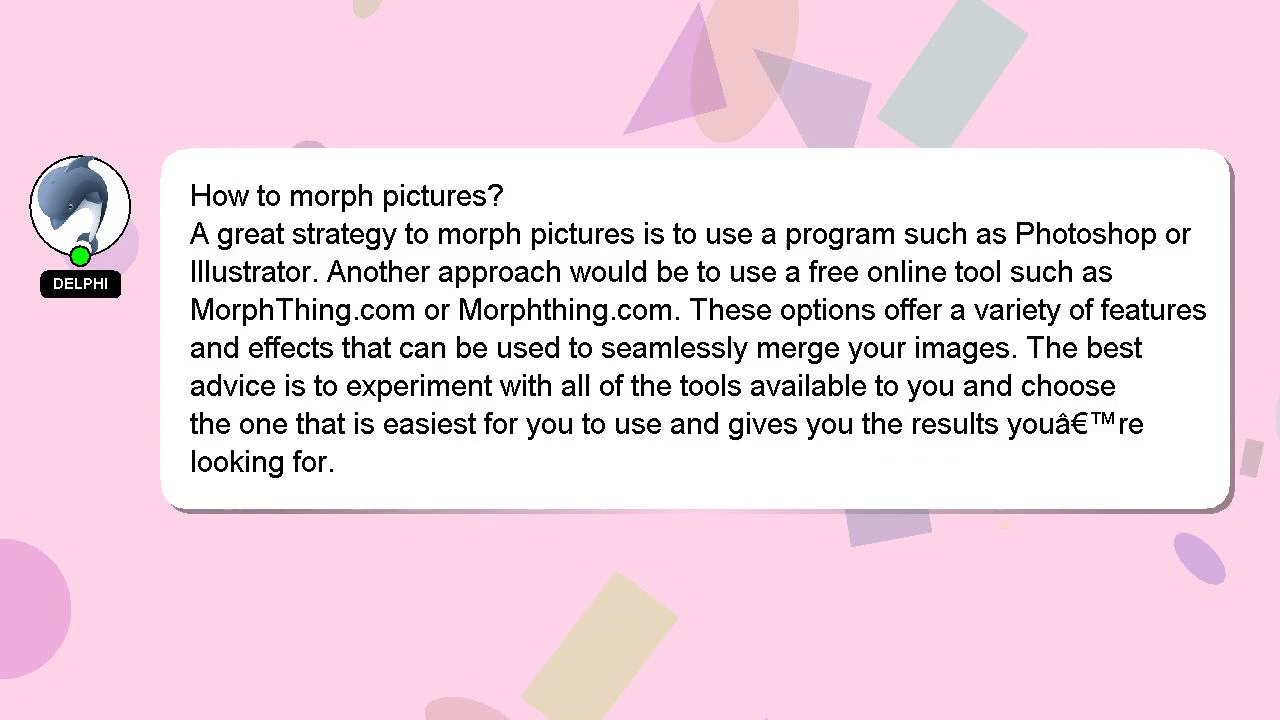 How to morph pictures?
A great strategy to morph pictures is to use a program such as Photoshop or
Illustrator. Another approach would be to use a free online tool such as
MorphThing.com or Morphthing.com. These options offer a variety of features
and effects that can be used to seamlessly merge your images. The best
advice is to experiment with all of the tools available to you and choose
the one that is easiest for you to use and gives you the results youâ€™re
looking for.
DELPHI